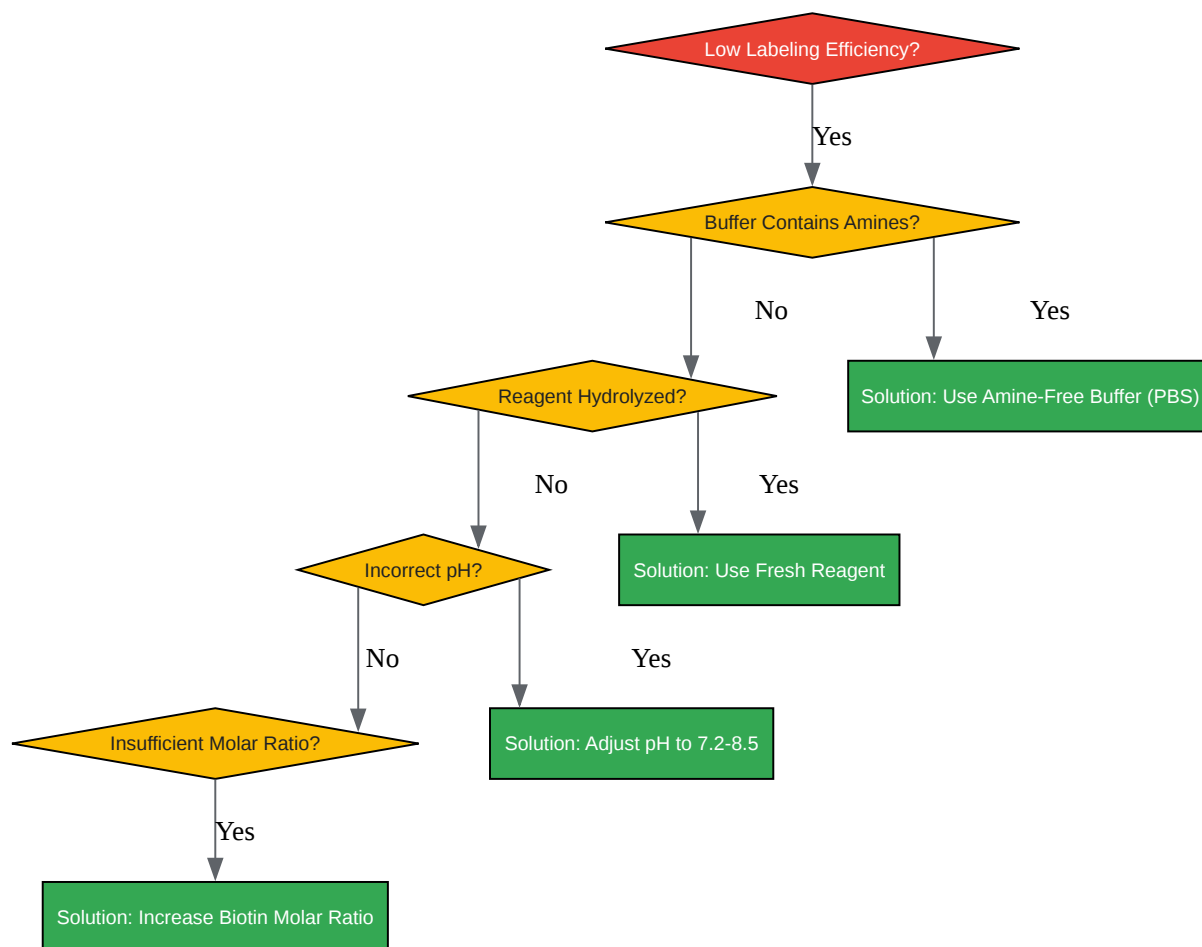 Low Labeling Efficiency?
Yes
Buffer Contains Amines?
No
Yes
Reagent Hydrolyzed?
Solution: Use Amine-Free Buffer (PBS)
No
Yes
Incorrect pH?
Solution: Use Fresh Reagent
No
Yes
Insufficient Molar Ratio?
Solution: Adjust pH to 7.2-8.5
Yes
Solution: Increase Biotin Molar Ratio